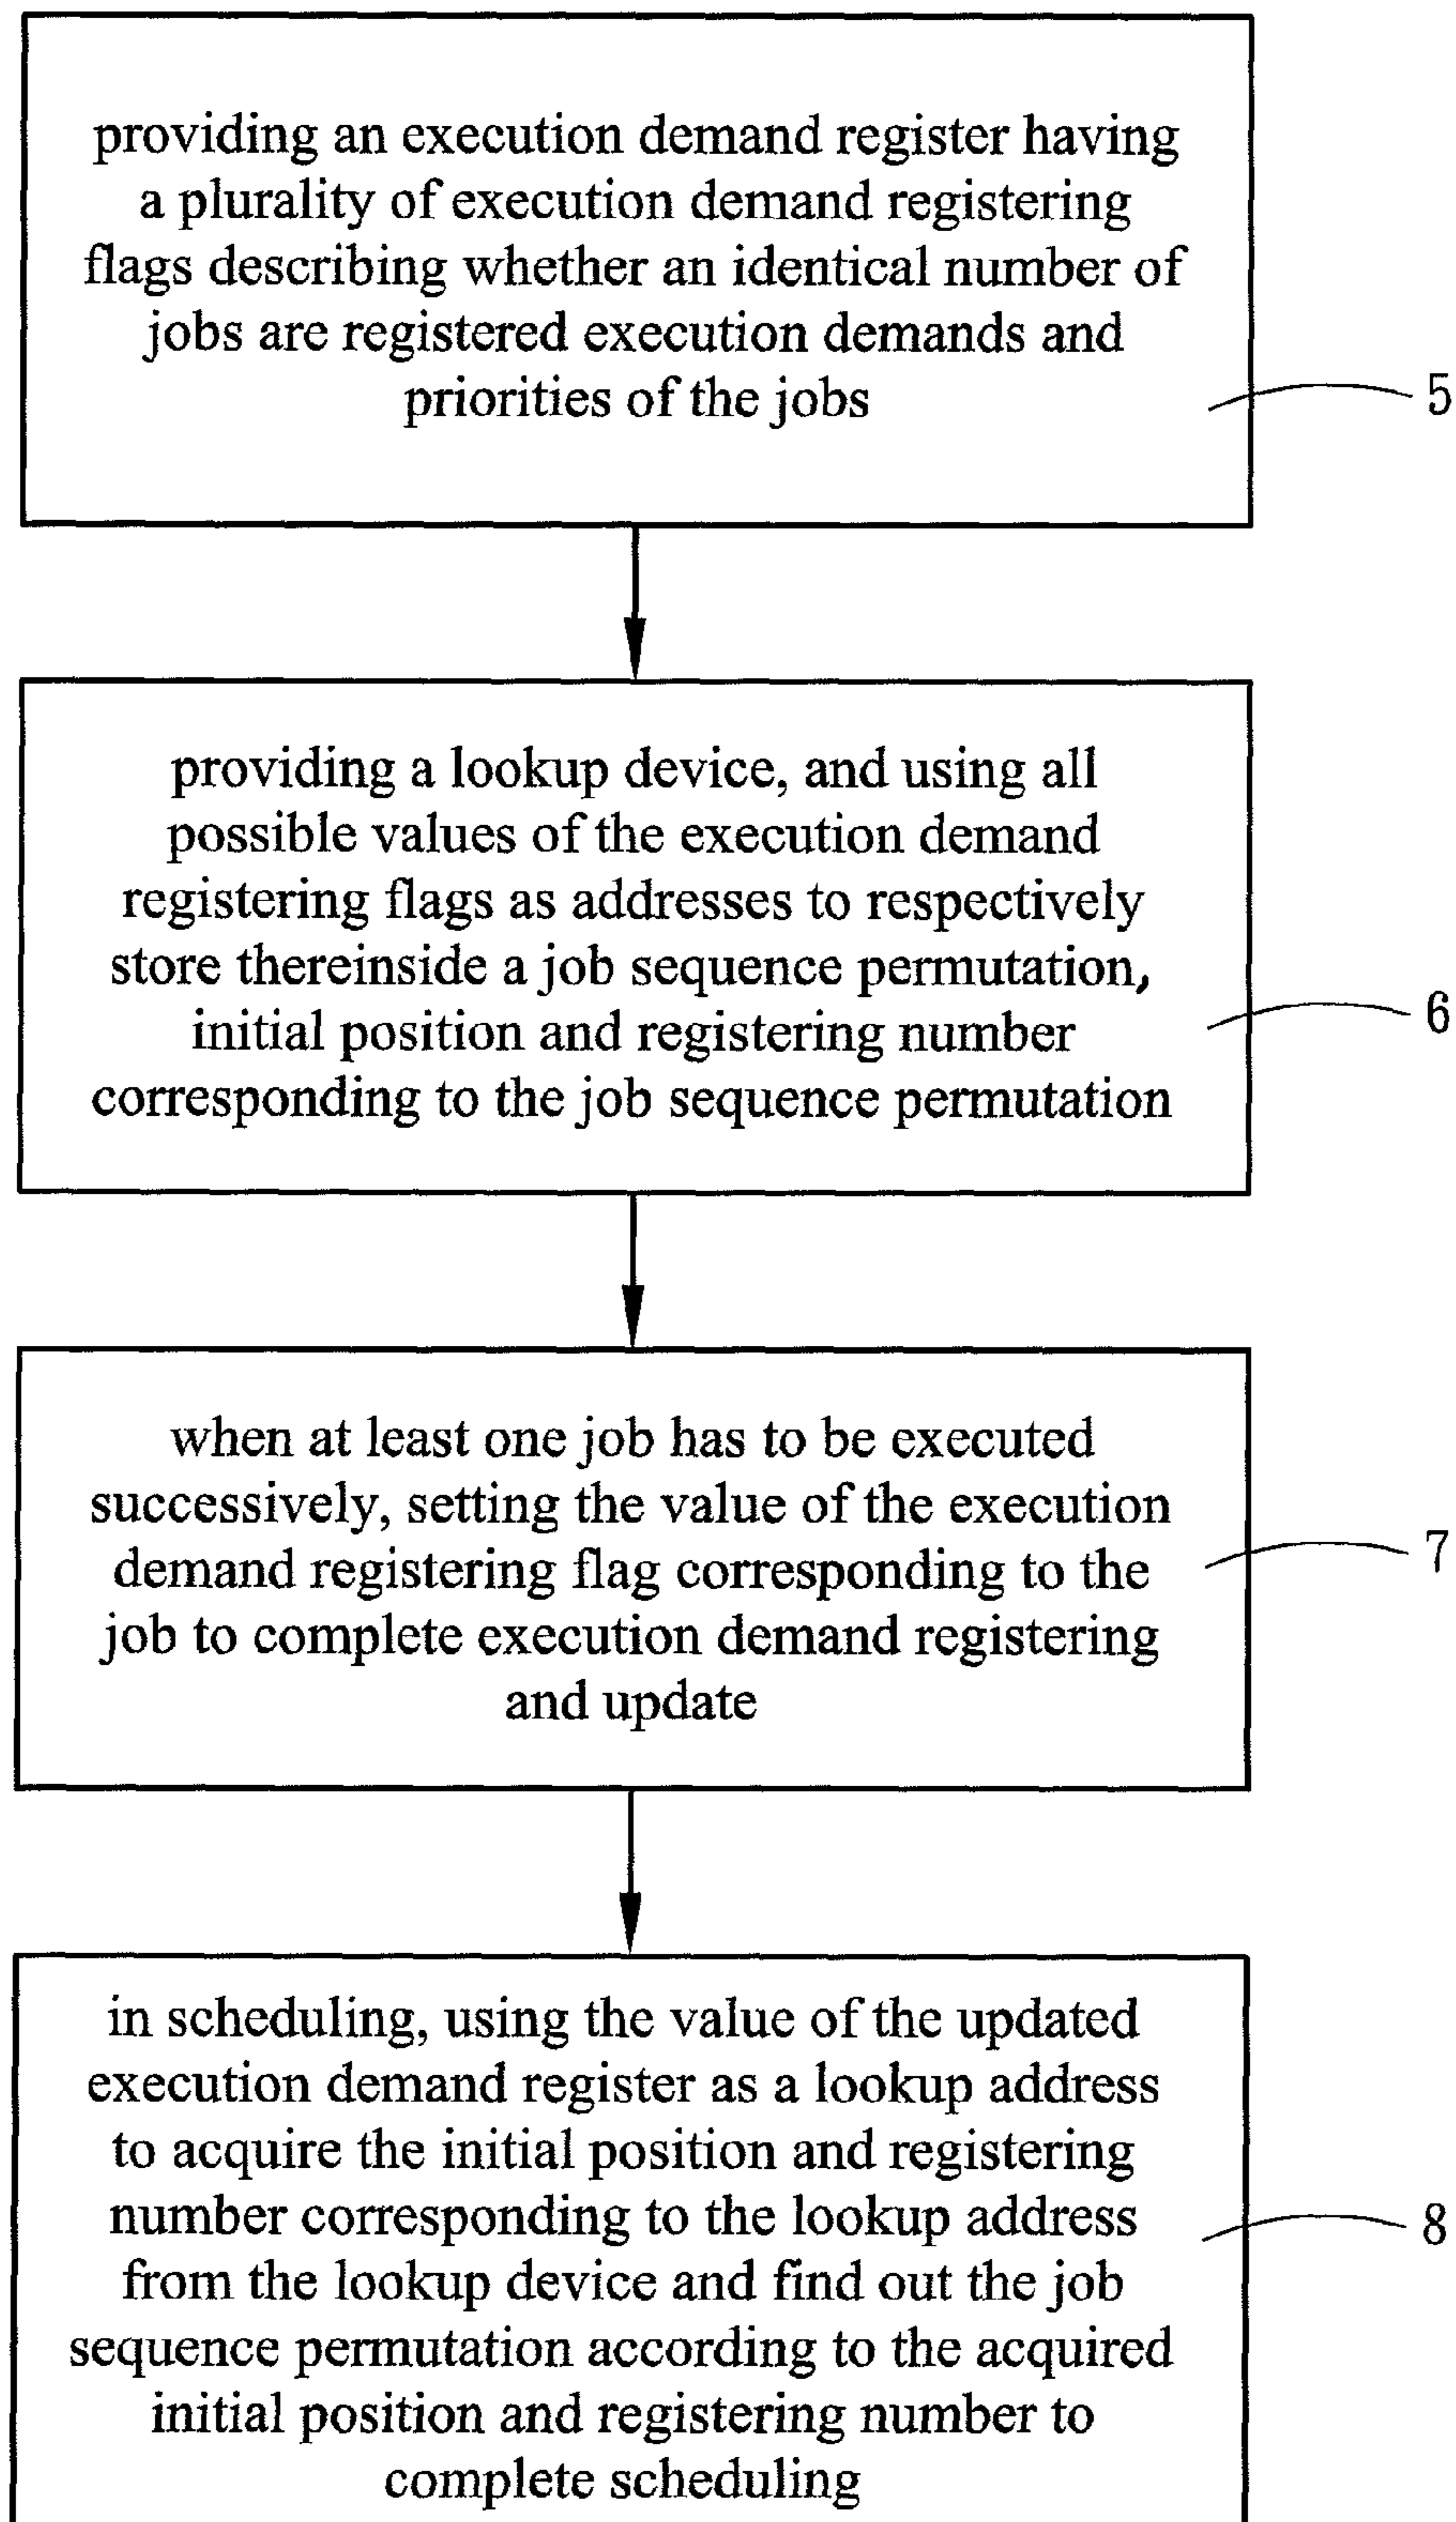 providing an execution demand register having
a plurality of execution demand registering
flags describing whether an identical number of
jobs are registered execution demands and
priorities of the jobs
5
providing a lookup device, and using all
possible values of the execution demand
registering flags as addresses to respectively
store thereinside a job sequence permutation,
initial position and registering number
corresponding to the job sequence permutation
6
when at least one job has to be executed
successively, setting the value of the execution
demand registering flag corresponding to the
job to complete execution demand registering
and update
7
in scheduling, using the value of the updated
execution demand register as a lookup address
to acquire the initial position and registering
number corresponding to the lookup address
from the lookup device and find out the job
sequence permutation according to the acquired
initial position and registering number to
complete scheduling
8